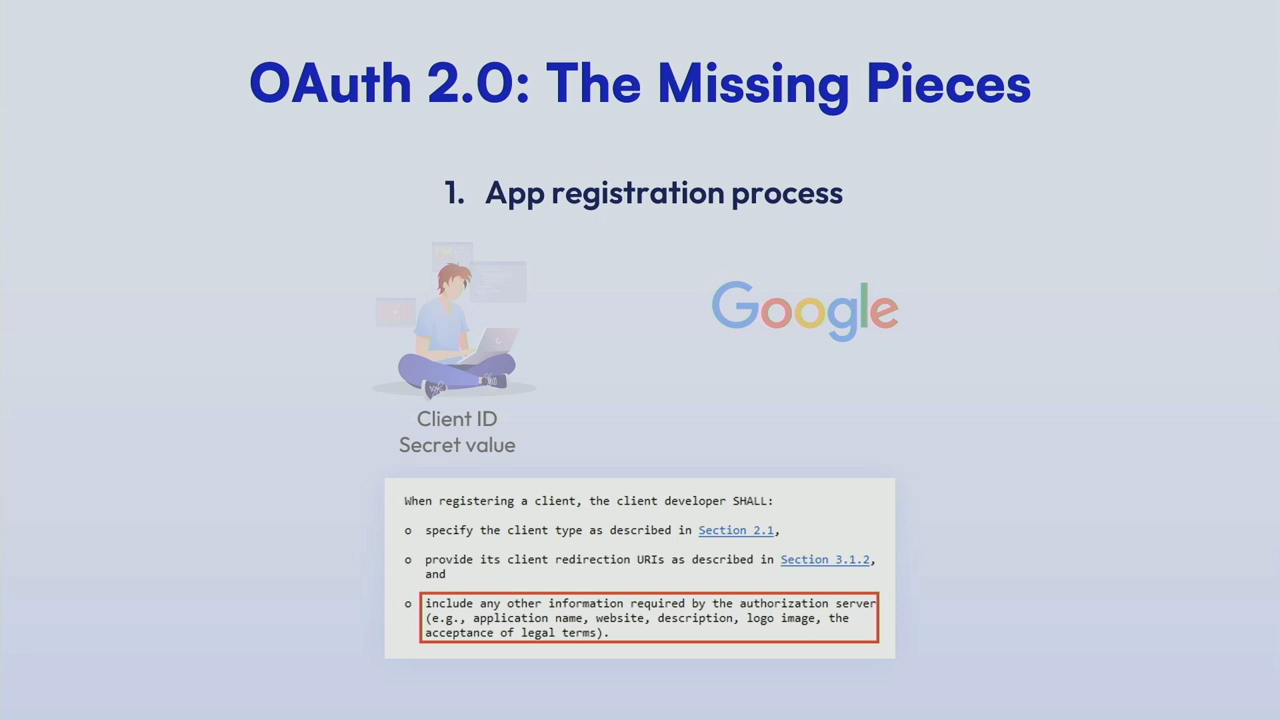 OAuth 2.0: The Missing Pieces
1. App registration process
Google
Client ID
Secret value
When registering a client, the client developer SHALL:
o specify the client type as described in Section 2.1,
o provide its client redirection URIs as described in Section 3.1.2,
and
o include any other information required by the authorization server
(e.g., application name, website, description, logo image, the
acceptance of legal terms).